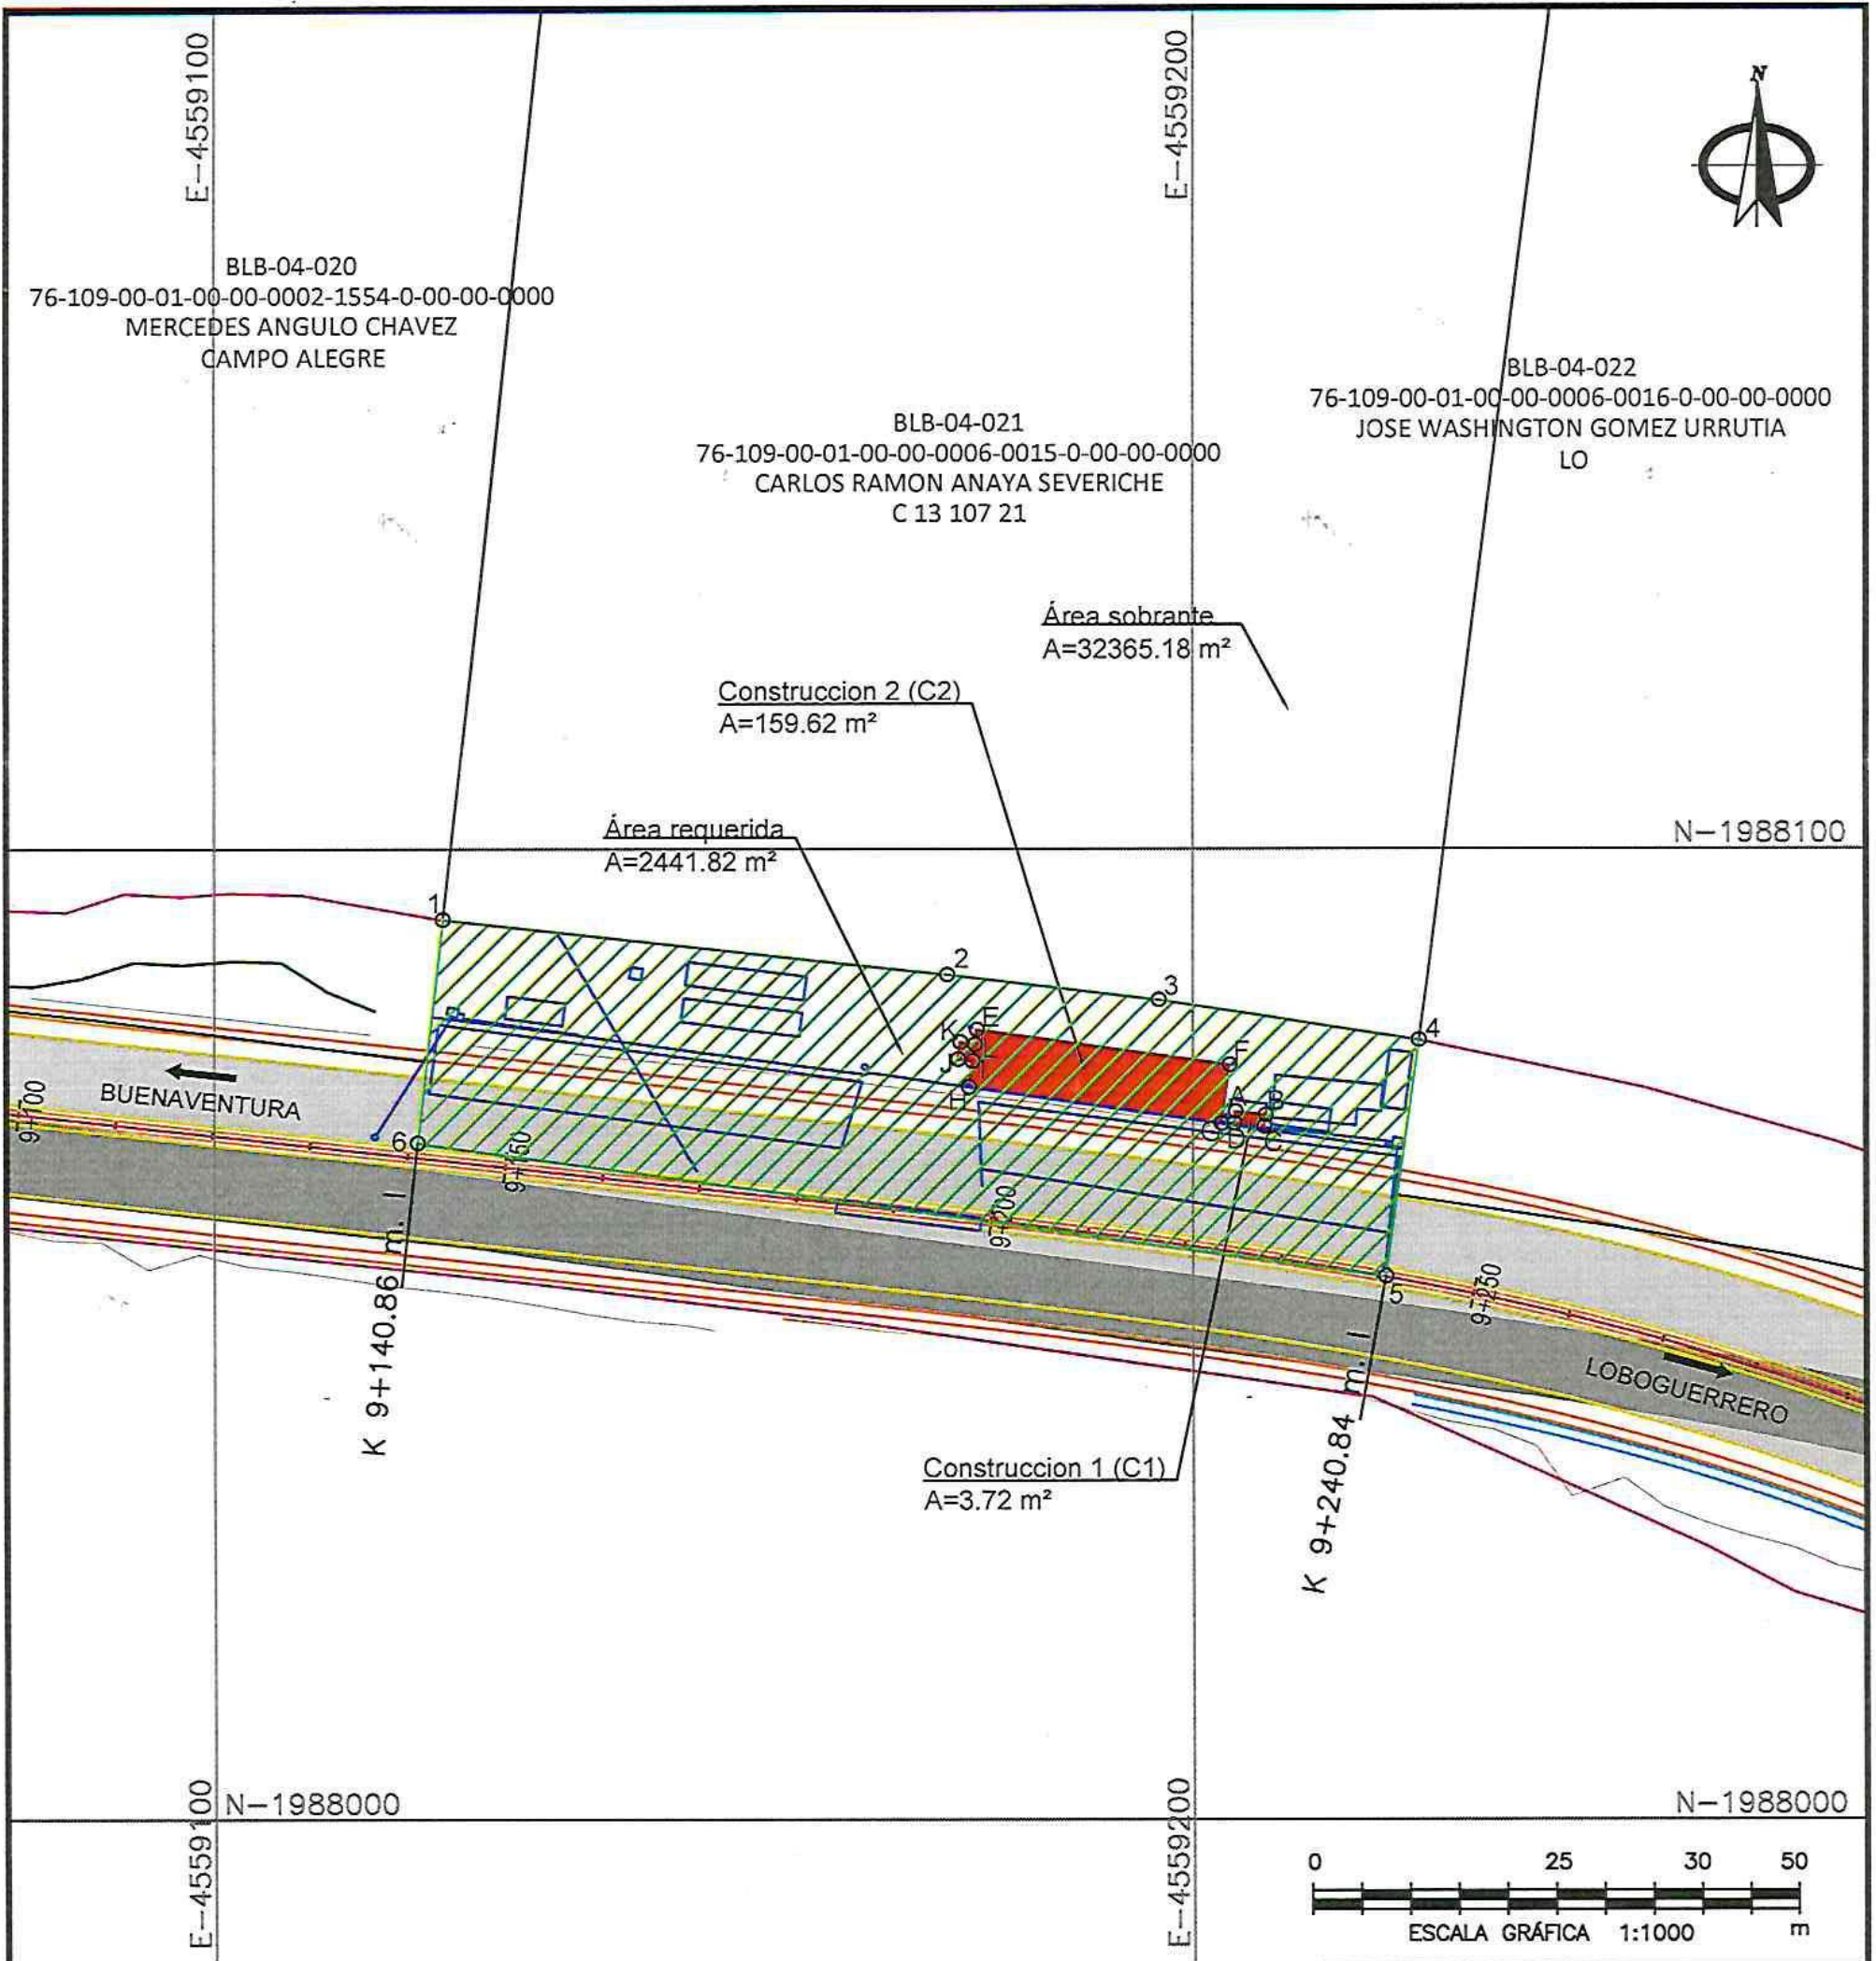 E-4559100
E-4559200
N
BLB-04-020
76-109-00-01-00-00-0002-1554-0-00-00-0000
MERCEDES ANGULO CHAVEZ
CAMPO ALEGRE
BLB-04-022
76-109-00-01-00-00-0006-0016-0-00-00-0000
JOSE WASHINGTON GOMEZ URRUTIA
LO
BLB-04-021
76-109-00-01-00-00-0006-0015-0-00-00-0000
CARLOS RAMON ANAYA SEVERICHE
C 13 107 21
Área sobrante
A=32365.18 m²
Construccion 2 (C2)
A=159.62 m²
Área requerida
A=2441.82 m²
N-1988100
1
2
3
4
E
K
J
I
H
F
A
B
G
D
C
BUENAVENTURA
9+100
6
9+150
9+200
5
9+250
LOBOGUERRERO
K 9+140.86 m. I
K 9+240.84 m. I
Construccion 1 (C1)
A=3.72 m²
E-4559100
N-1988000
E-4559200
N-1988000
0 25 30 50
ESCALA GRÁFICA 1:1000 m